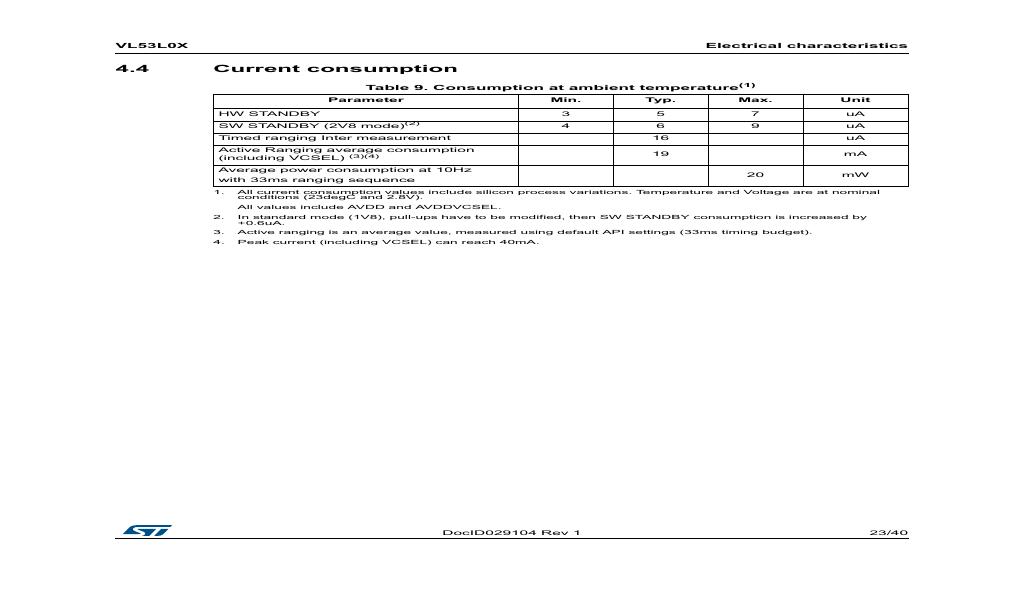 VL53L0X Electrical characteristics
4.4 Current consumption
Table 9. Consumption at ambient temperature(1)
Parameter Min. Typ. Max. Unit
HW STANDBY 3 5 7 uA
SW STANDBY (2V8 mode)(2) 4 6 9 uA
Timed ranging Inter measurement 16 uA
Active Ranging average consumption
(including VCSEL) (3)(4) 19 mA
Average power consumption at 10Hz
with 33ms ranging sequence 20 mW
1. All current consumption values include silicon process variations. Temperature and Voltage are at nominal
conditions (23degC and 2.8V).
All values include AVDD and AVDDVCSEL.
2. In standard mode (1V8), pull-ups have to be modified, then SW STANDBY consumption is increased by
+0.6uA.
3. Active ranging is an average value, measured using default API settings (33ms timing budget).
4. Peak current (including VCSEL) can reach 40mA.
ST DocID029104 Rev 1 23/40